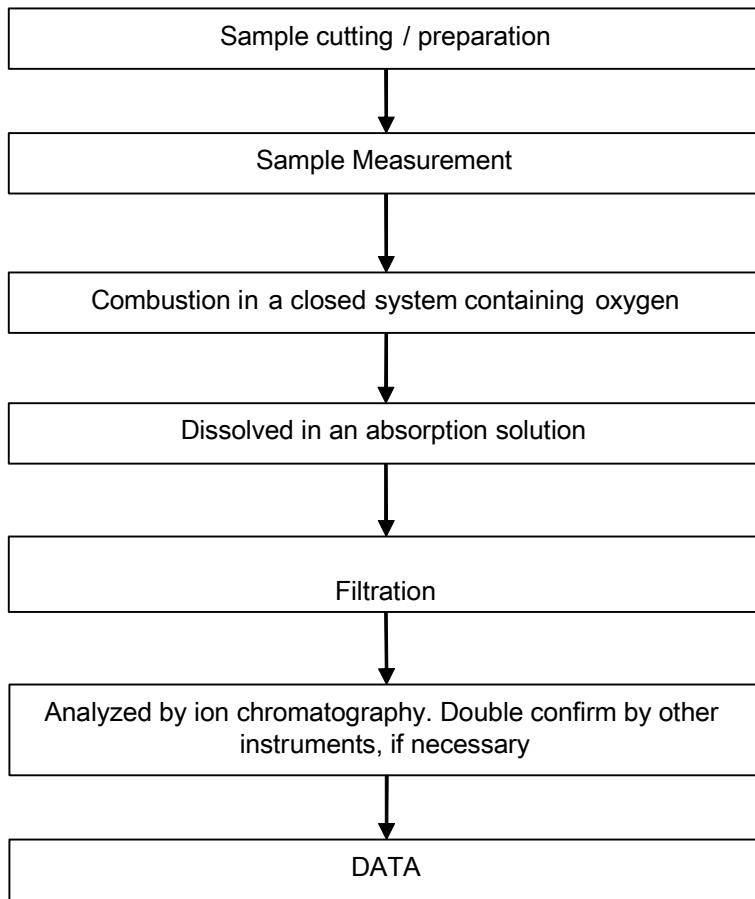 Sample cutting / preparation
Sample Measurement
Combustion in a closed system containing oxygen
Dissolved in an absorption solution
Filtration
Analyzed by ion chromatography. Double confirm by other
instruments, if necessary
DATA